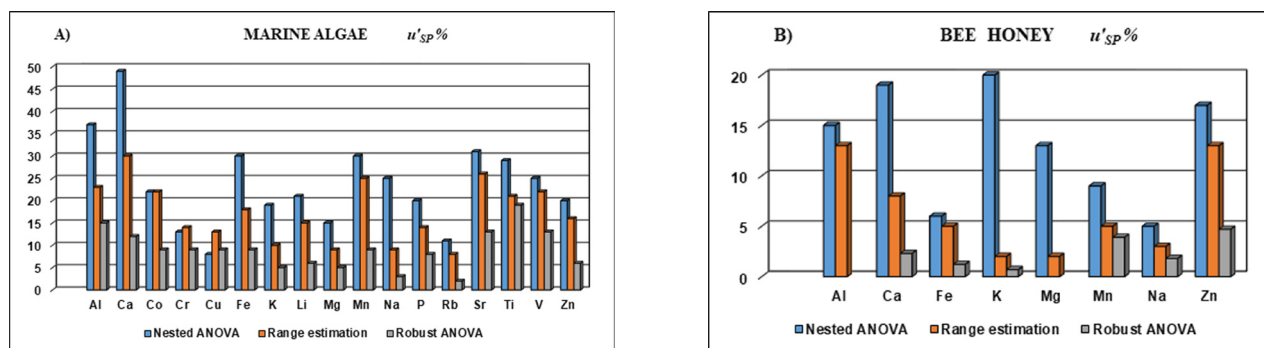 A) MARINE ALGAE u'SP%
50
45
40
35
30
25
20
15
10
5
0
Al Ca Co Cr Cu Fe K Li Mg Mn Na P Rb Sr Ti V Zn
Nested ANOVA Range estimation Robust ANOVA
B) BEE HONEY u'SP%
20
15
10
5
0
Al Ca Fe K Mg Mn Na Zn
Nested ANOVA Range estimation Robust ANOVA